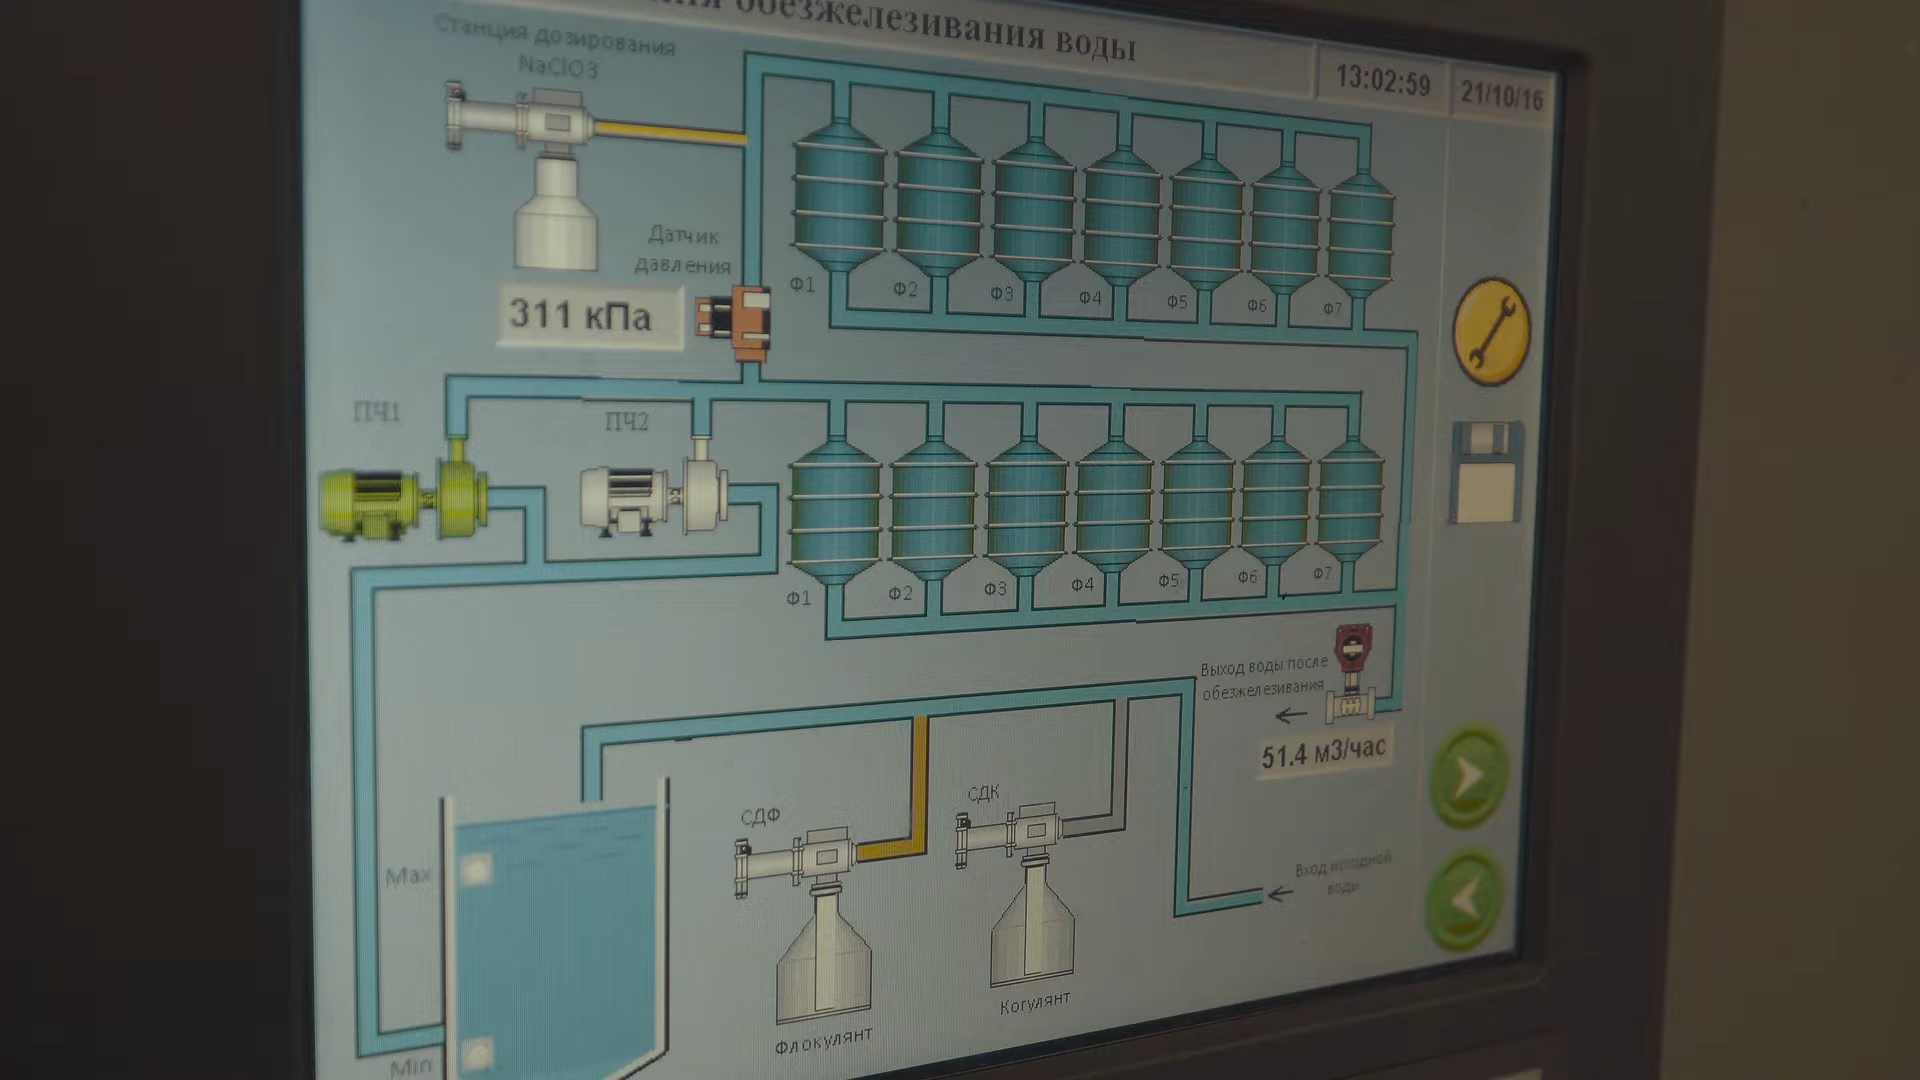 обезжелезивания воды
13:02:59
21/10/16
Станция дозирования
NaClO3
Датчик
давления
311 кПа
Ф1
Ф2
Ф3
Ф4
Ф5
Ф6
Ф7
ПЧ1
ПЧ2
Ф1
Ф2
Ф3
Ф4
Ф5
Ф6
Ф7
Выход воды после
обезжелезивания
51.4 м3/час
СДФ
СДК
Max
Вход исходной
воды
Когулянт
Флокулянт
Min